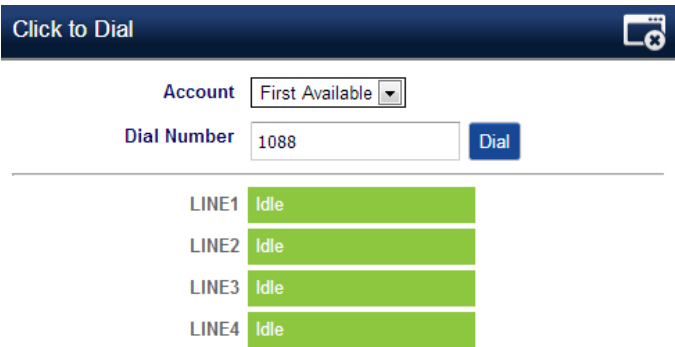 Click to Dial
Account First Available
Dial Number 1088 Dial
LINE1 Idle
LINE2 Idle
LINE3 Idle
LINE4 Idle